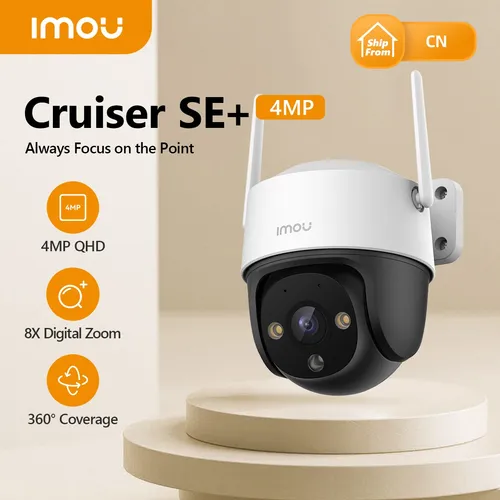 imou
Ship
From
CN
Cruiser SE+ 4MP
Always Focus on the Point
4MP
4MP QHD
8X Digital Zoom
360° Coverage
imou